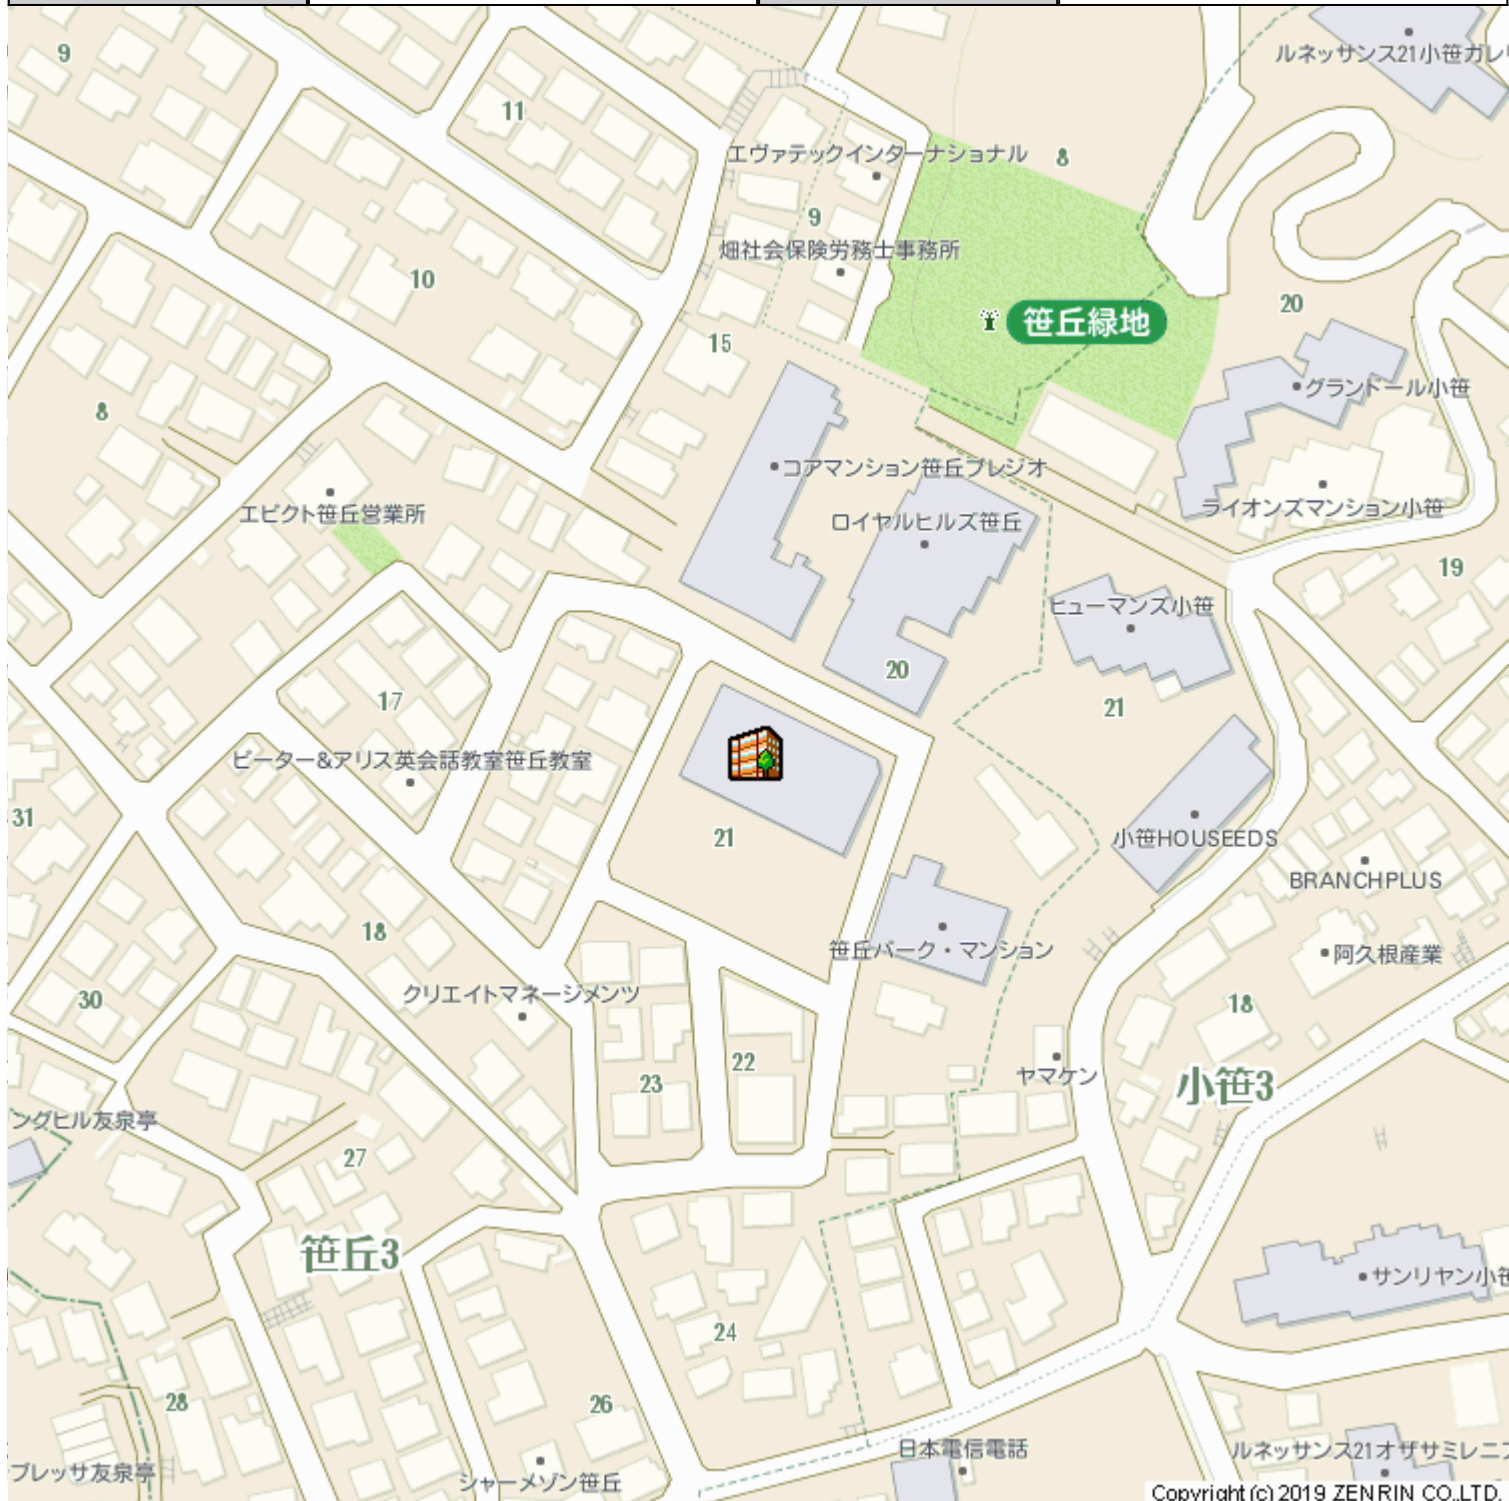 9
ルネッサンス21小笹ガレ
11
エヴァテックインターナショナル
8
9
畑社会保険労務士事務所
10
20
笹丘緑地
15
グランドール小笹
8
コアマンション笹丘プレジオ
ライオンズマンション小笹
エピクト笹丘営業所
ロイヤルヒルズ笹丘
19
ヒューマンズ小笹
20
17
21
ピーター&アリス英会話教室笹丘教室
31
21
小笹HOUSEEDS
BRANCHPLUS
18
笹丘パーク・マンション
阿久根産業
30
クリエイトマネージメンツ
18
22
23
ヤマケン
小笹3
ングヒル友泉亭
27
笹丘3
サンリヤン小笹
24
28
26
日本電信電話
ルネッサンス21オザサミレニ
プレッサ友泉亭
シャーメゾン笹丘
Copyright (c) 2019 ZENRIN CO.,LTD.